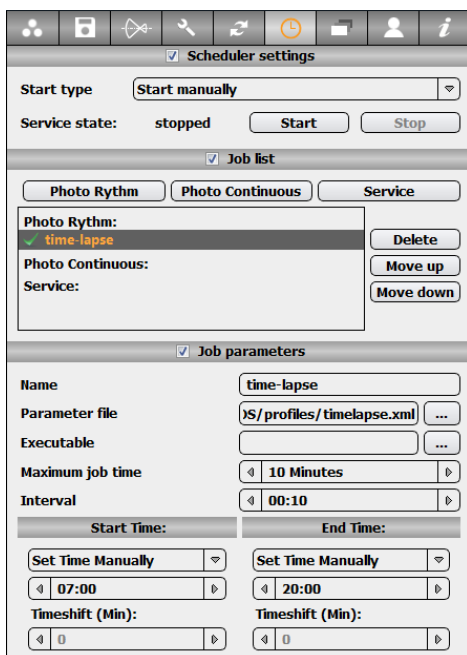 Scheduler settings
Start type Start manually
Service state: stopped Start Stop
Job list
Photo Rythm Photo Continuous Service
Photo Rythm:
time-lapse
Photo Continuous:
Service:
Delete
Move up
Move down
Job parameters
Name time-lapse
Parameter file OS/profiles/timelapse.xml ...
Executable ...
Maximum job time 10 Minutes
Interval 00:10
Start Time: End Time:
Set Time Manually Set Time Manually
07:00 20:00
Timeshift (Min): Timeshift (Min):
0 0